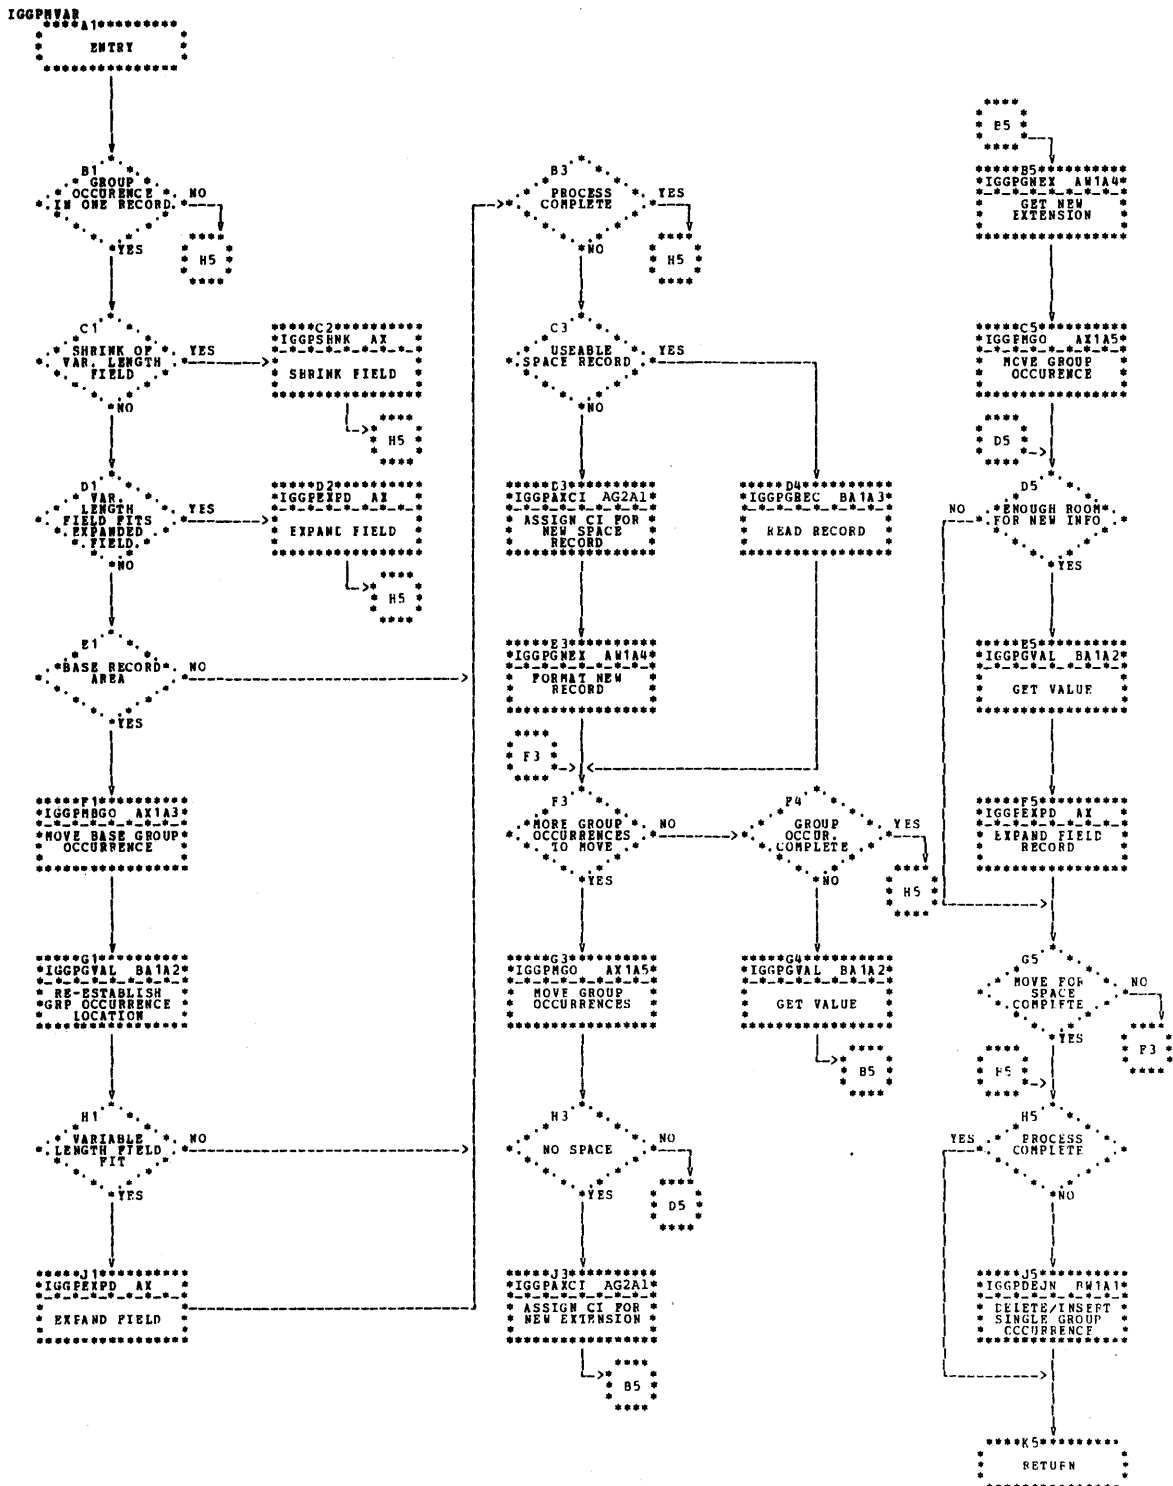 IGGPMVAR
A1
ENTRY
B1
GROUP
OCCURENCE
IN ONE RECORD
NO
YES
H5
C1
SHRINK OF
VAR. LENGTH
FIELD
YES
NO
C2
IGGPSHNK AX
SHRINK FIELD
H5
D1
VAR.
LENGTH
FIELD FITS
EXPANDED
FIELD.
YES
NO
D2
IGGPEXPD AX
EXPAND FIELD
H5
E1
BASE RECORD
AREA
NO
YES
F1
IGGPMBGO AX1A3
MOVE BASE GROUP
OCCURRENCE
G1
IGGPGVAL BA1A2
RE-ESTABLISH
GRP OCCURRENCE
LOCATION
H1
VARIABLE
LENGTH FIELD
FIT
NO
YES
J1
IGGPEXPD AX
EXPAND FIELD
B3
PROCESS
COMPLETE
YES
NO
H5
C3
USEABLE
SPACE RECORD
YES
NO
D3
IGGPAXCI AG2A1
ASSIGN CI FOR
NEW SPACE
RECORD
D4
IGGPGREC BA1A3
READ RECORD
E3
IGGPGNEX AW1A4
FORMAT NEW
RECORD
F3
F3
MORE GROUP
OCCURRENCES
TO MOVE
NO
YES
F4
GROUP
OCCUR.
COMPLETE
YES
NO
H5
G3
IGGPMGO AX1A5
MOVE GROUP
OCCURRENCES
G4
IGGPGVAL BA1A2
GET VALUE
B5
H3
NO SPACE
NO
YES
D5
J3
IGGPAXCI AG2A1
ASSIGN CI FOR
NEW EXTENSION
B5
B5
B5
IGGPGNEX AW1A4
GET NEW
EXTENSION
C5
IGGPMGO AX1A5
MOVE GROUP
OCCURENCE
D5
D5
ENOUGH ROOM
FOR NEW INFO
NO
YES
E5
IGGPGVAL BA1A2
GET VALUE
F5
IGGPEXPD AX
EXPAND FIELD
RECORD
G5
MOVE FOR
SPACE
COMPLETE
NO
YES
F3
H5
H5
PROCESS
COMPLETE
YES
NO
J5
IGGPDEJN BW1A1
DELETE/INSERT
SINGLE GROUP
OCCURRENCE
K5
RETURN